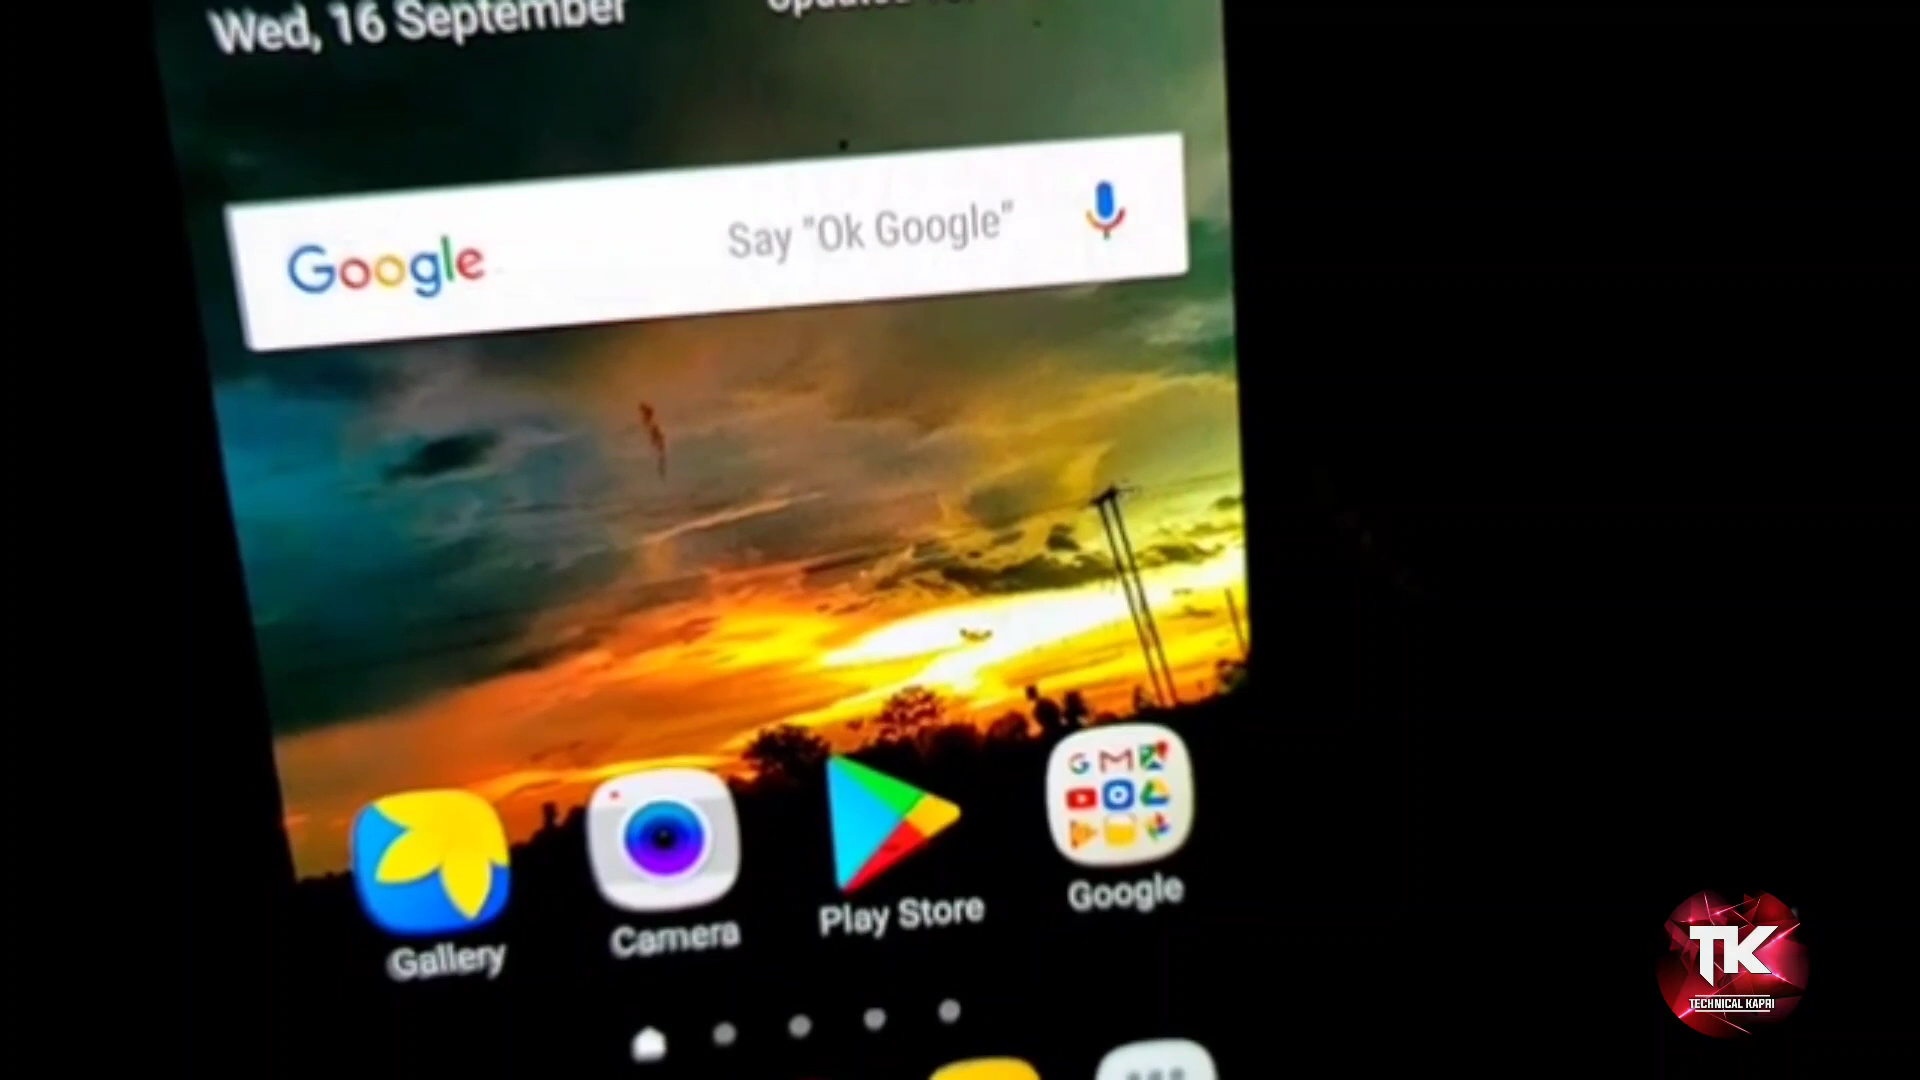 Wed, 16 September
Google
Say "Ok Google"
Gallery
Camera
Play Store
Google
TK
TECHNICAL KAPRI